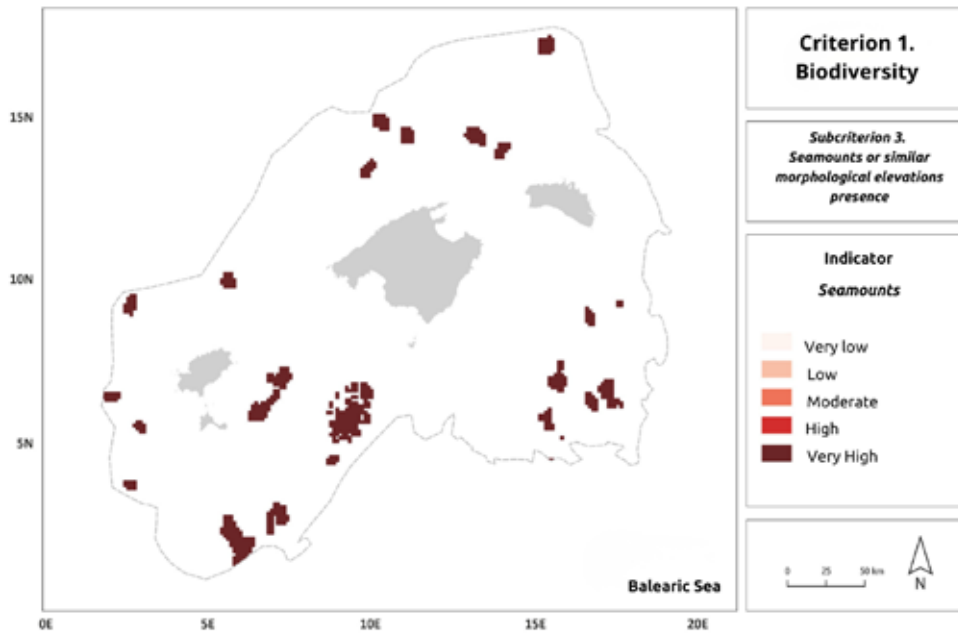 Criterion 1.
Biodiversity
Subcriterion 3.
Seamounts or similar
morphological elevations
presence
Indicator
Seamounts
Very low
Low
Moderate
High
Very High
0 25 50 km
N
15N
10N
5N
0N
Balearic Sea
0E 5E 10E 15E 20E